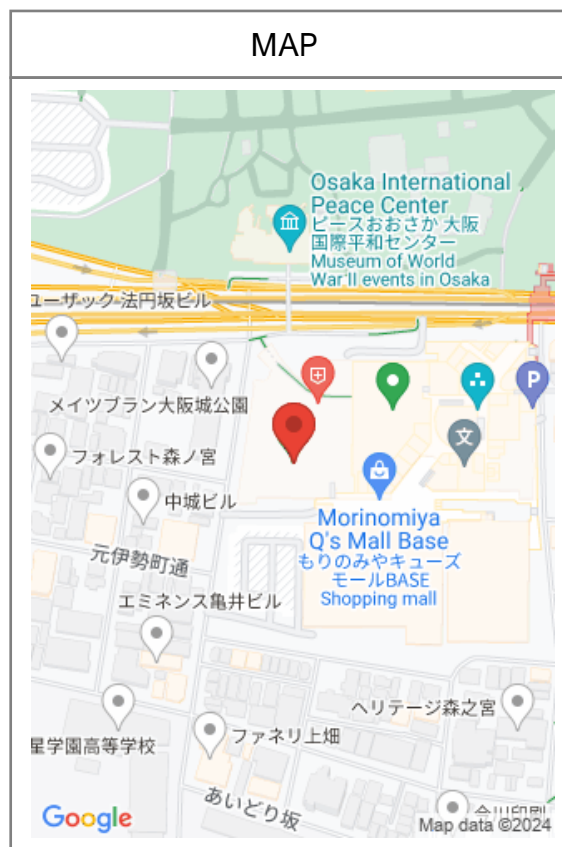 MAP
Osaka International
Peace Center
ピースおおさか 大阪
国際平和センター
Museum of World
War II events in Osaka
ユーザック 法円坂ビル
メイツブラン大阪城公園
P
文
フォレスト森ノ宮
中城ビル
Morinomiya
Q's Mall Base
もりのみやキューズ
モールBASE
Shopping mall
元伊勢町通
エミネンス亀井ビル
ヘリテージ森之宮
星学園高等学校
ファネリ上畑
あいどり坂
Google
Map data ©2024